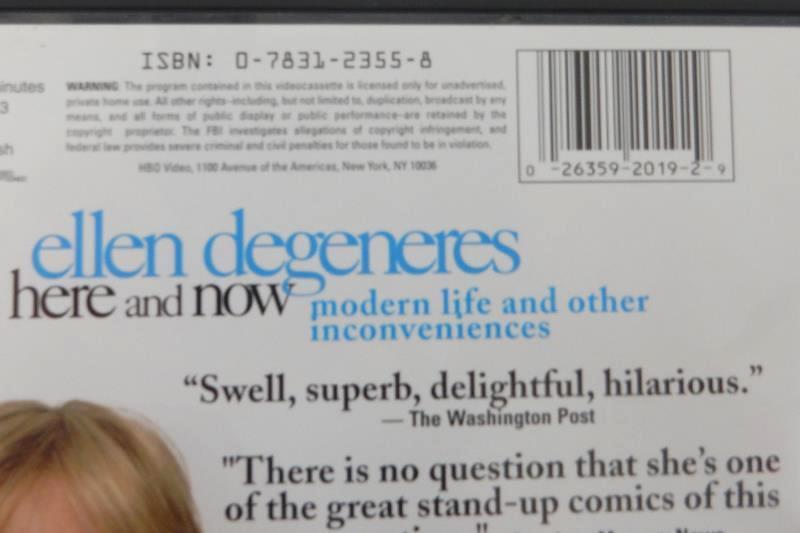 ISBN: 0-7831-2355-8
inutes
WARNING: The program contained in this videocassette is licensed only for unadvertised,
3
private home use. All other rights-including, but not limited to, duplication, broadcast by any
means, and all forms of public display or public performance-are retained by the
copyright proprietor. The FBI investigates allegations of copyright infringement, and
sh
federal law provides severe criminal and civil penalties for those found to be in violation.
HBO Video, 1100 Avenue of the Americas, New York, NY 10036
0 -26359-2019-2- 9
ellen degeneres
here and now modern life and other
inconveniences
“Swell, superb, delightful, hilarious.”
— The Washington Post
"There is no question that she’s one
of the great stand-up comics of this